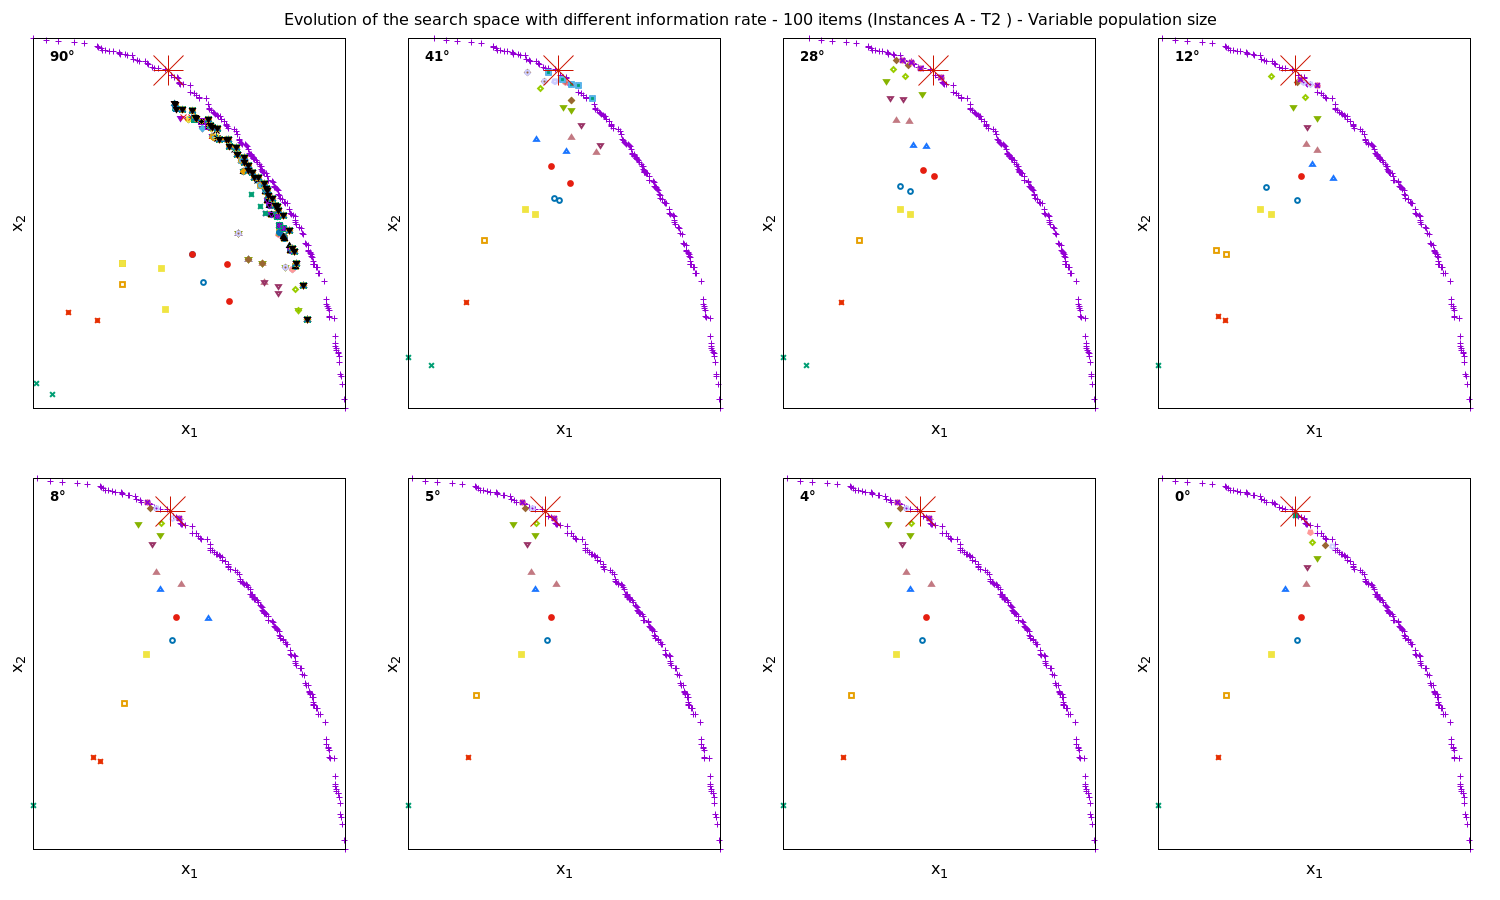 Evolution of the search space with different information rate - 100 items (Instances A - T2 ) - Variable population size
90°
41°
28°
12°
x2
x2
x2
x2
x1
x1
x1
x1
8°
5°
4°
0°
x2
x2
x2
x2
x1
x1
x1
x1